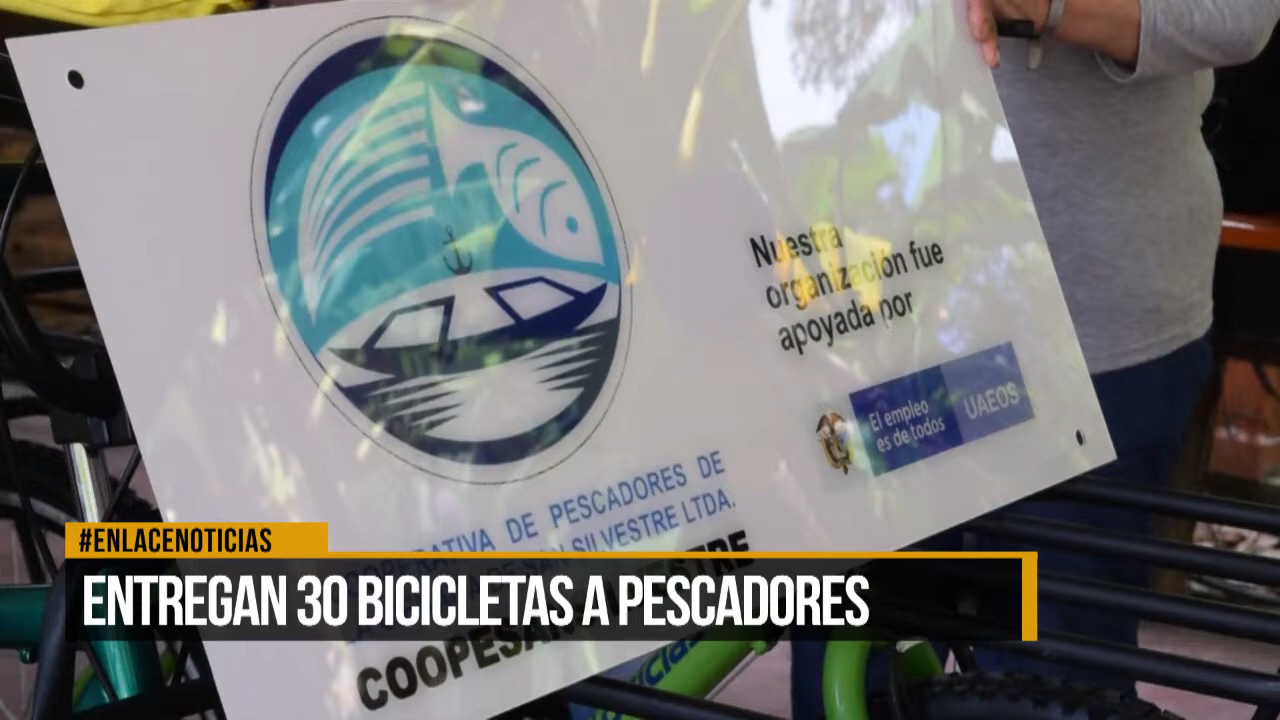 Nuestra
organización fue
apoyada por
El empleo
es de todos
UAEOS
DE PESCADORES DE
SAN SILVESTRE LTDA.
#ENLACENOTICIAS
ENTREGAN 30 BICICLETAS A PESCADORES